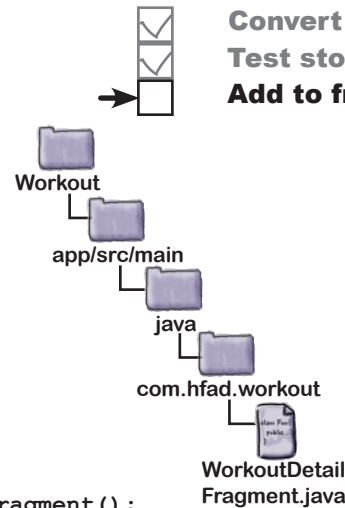 Convert
Test sto
Add to fr
Workout
app/src/main
java
com.hfad.workout
WorkoutDetail
Fragment.java
ragment();